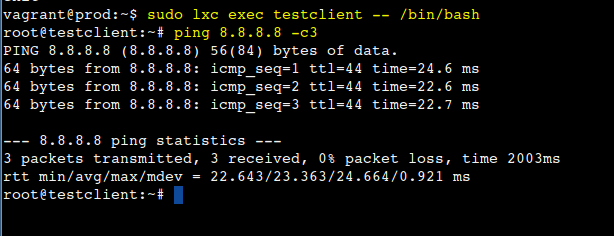 vagrant@prod:~$ sudo lxc exec testclient -- /bin/bash
root@testclient:~# ping 8.8.8.8 -c3
PING 8.8.8.8 (8.8.8.8) 56(84) bytes of data.
64 bytes from 8.8.8.8: icmp_seq=1 ttl=44 time=24.6 ms
64 bytes from 8.8.8.8: icmp_seq=2 ttl=44 time=22.6 ms
64 bytes from 8.8.8.8: icmp_seq=3 ttl=44 time=22.7 ms

--- 8.8.8.8 ping statistics ---
3 packets transmitted, 3 received, 0% packet loss, time 2003ms
rtt min/avg/max/mdev = 22.643/23.363/24.664/0.921 ms
root@testclient:~#